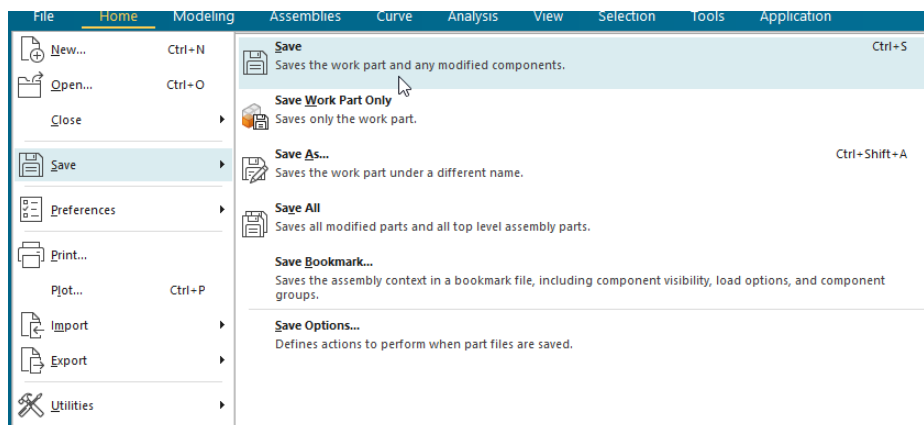 File Home Modeling Assemblies Curve Analysis View Selection Tools Application
New... Ctrl+N
Open... Ctrl+O
Close
Save
Preferences
Print...
Plot... Ctrl+P
Import
Export
Utilities
Save Ctrl+S
Saves the work part and any modified components.
Save Work Part Only
Saves only the work part.
Save As... Ctrl+Shift+A
Saves the work part under a different name.
Save All
Saves all modified parts and all top level assembly parts.
Save Bookmark...
Saves the assembly context in a bookmark file, including component visibility, load options, and component
groups.
Save Options...
Defines actions to perform when part files are saved.